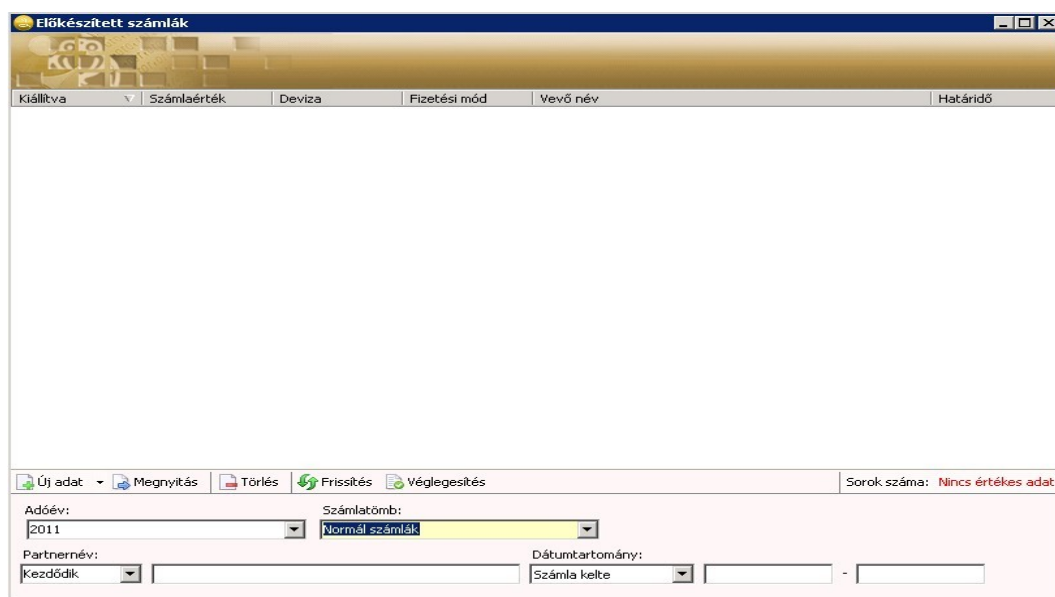 Előkészített számlák
Kiállítva Számlaérték Deviza Fizetési mód Vevő név Határidő
Új adat Megnyitás Törlés Frissítés Véglegesítés Sorok száma: Nincs értékes adat
Adóév: Számlatömb:
2011 Normál számlák
Partnernév: Dátumtartomány:
Kezdődik Számla kelte -